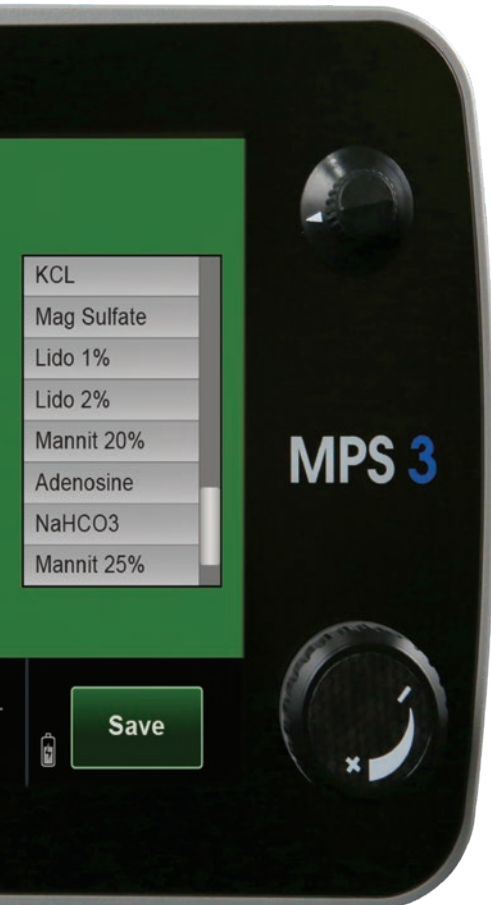 KCL
Mag Sulfate
Lido 1%
Lido 2%
Mannit 20%
Adenosine
NaHCO3
Mannit 25%
MPS 3
Save